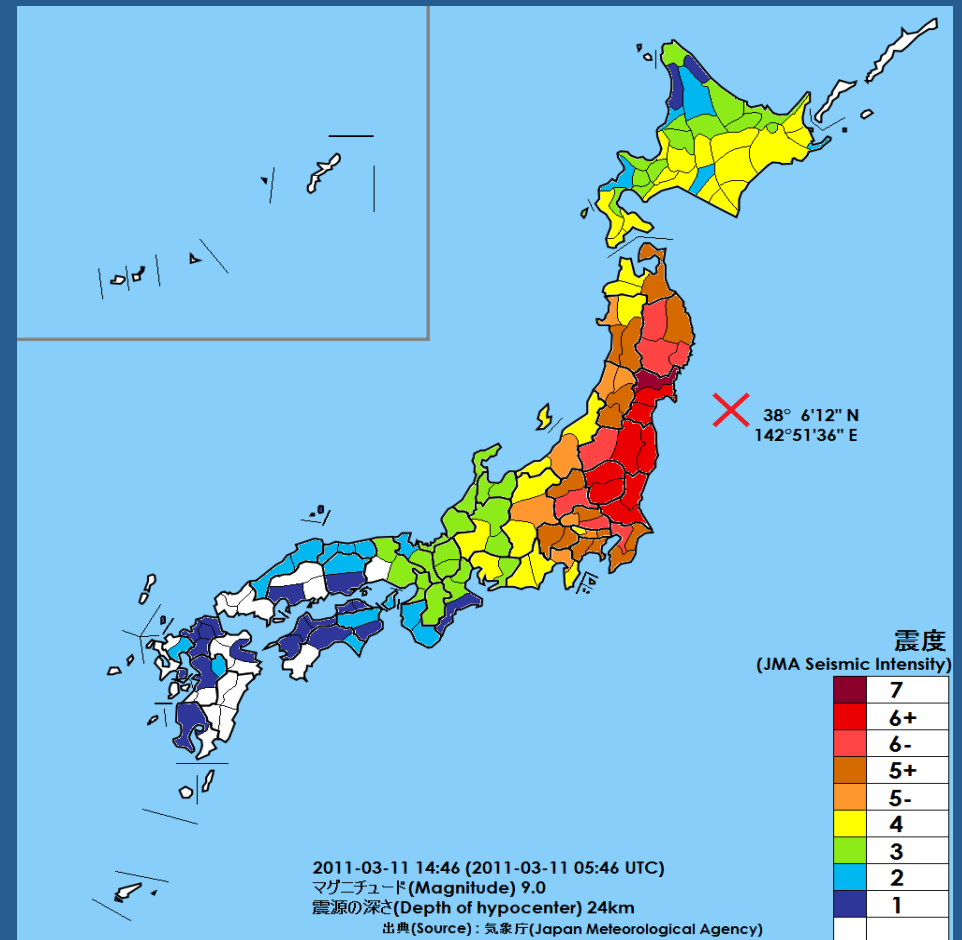 38° 6'12" N
142°51'36" E
震度
(JMA Seismic Intensity)
7
6+
6-
5+
5-
4
3
2
1
2011-03-11 14:46 (2011-03-11 05:46 UTC)
マグニチュード(Magnitude) 9.0
震源の深さ(Depth of hypocenter) 24km
出典(Source) : 気象庁(Japan Meteorological Agency)